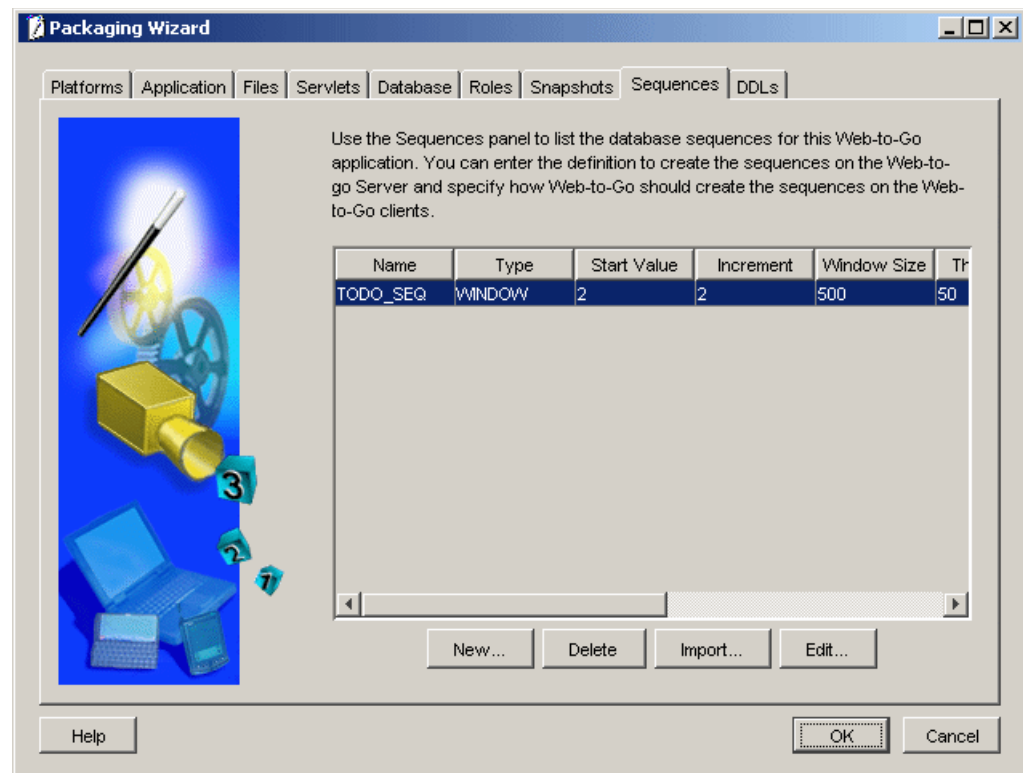 Packaging Wizard
Platforms Application Files Servlets Database Roles Snapshots Sequences DDLs
Use the Sequences panel to list the database sequences for this Web-to-Go
application. You can enter the definition to create the sequences on the Web-to-
go Server and specify how Web-to-Go should create the sequences on the Web-
to-Go clients.
Name Type Start Value Increment Window Size Th
TODO_SEQ WINDOW 2 2 500 50
3
2
1
New... Delete Import... Edit...
Help OK Cancel